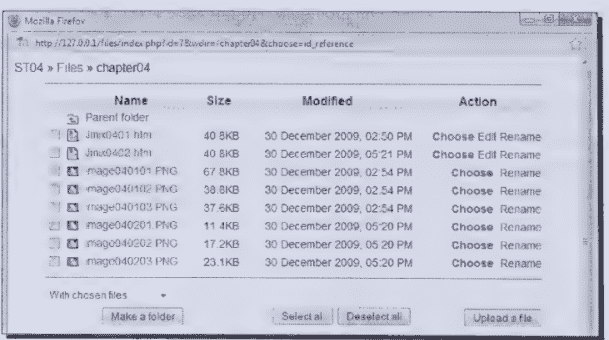 Mozilla Firefox
http://127.0.0.1/files/index.php?id=7&wdir=/chapter04&choose=id_reference
ST04 » Files » chapter04
Name Size Modified Action
Parent folder
Jmix0401.htm 40.8KB 30 December 2009, 02:50 PM Choose Edit Rename
Jmix0402.htm 40.8KB 30 December 2009, 05:21 PM Choose Edit Rename
image040101.PNG 67.8KB 30 December 2009, 02:54 PM Choose Rename
image040102.PNG 38.8KB 30 December 2009, 02:54 PM Choose Rename
image040103.PNG 37.6KB 30 December 2009, 02:54 PM Choose Rename
image040201.PNG 11.4KB 30 December 2009, 05:20 PM Choose Rename
image040202.PNG 17.2KB 30 December 2009, 05:20 PM Choose Rename
image040203.PNG 23.1KB 30 December 2009, 05:20 PM Choose Rename
With chosen files
Make a folder Select all Deselect all Upload a file